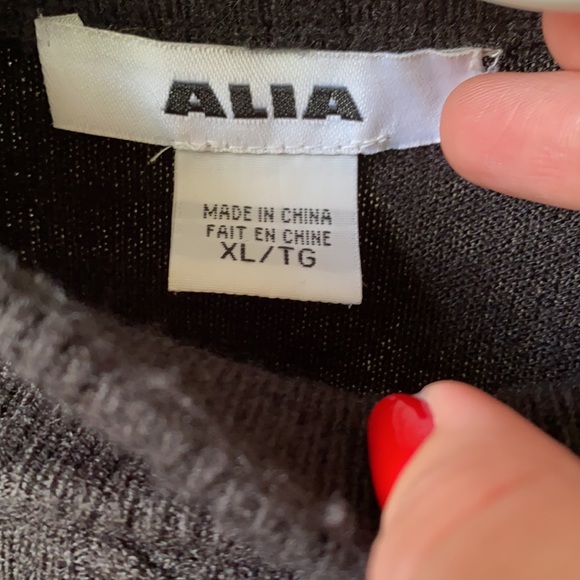 ALIA
MADE IN CHINA
FAIT EN CHINE
XL/TG